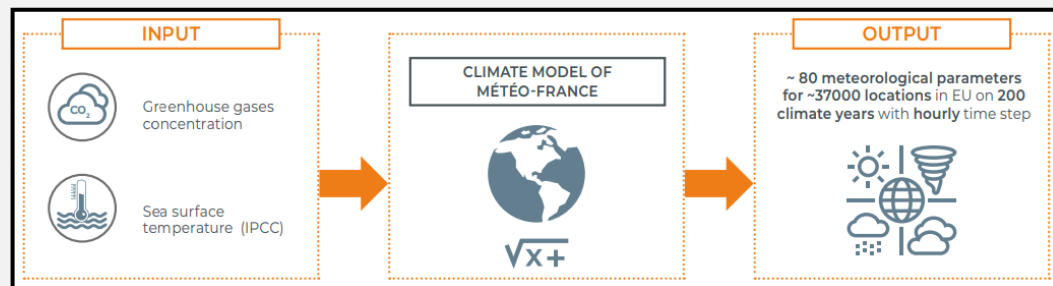 INPUT
CO2
Greenhouse gases
concentration
Sea surface
temperature (IPCC)
CLIMATE MODEL OF
MÉTÉO-FRANCE
√x+
OUTPUT
~ 80 meteorological parameters
for ~37000 locations in EU on 200
climate years with hourly time step